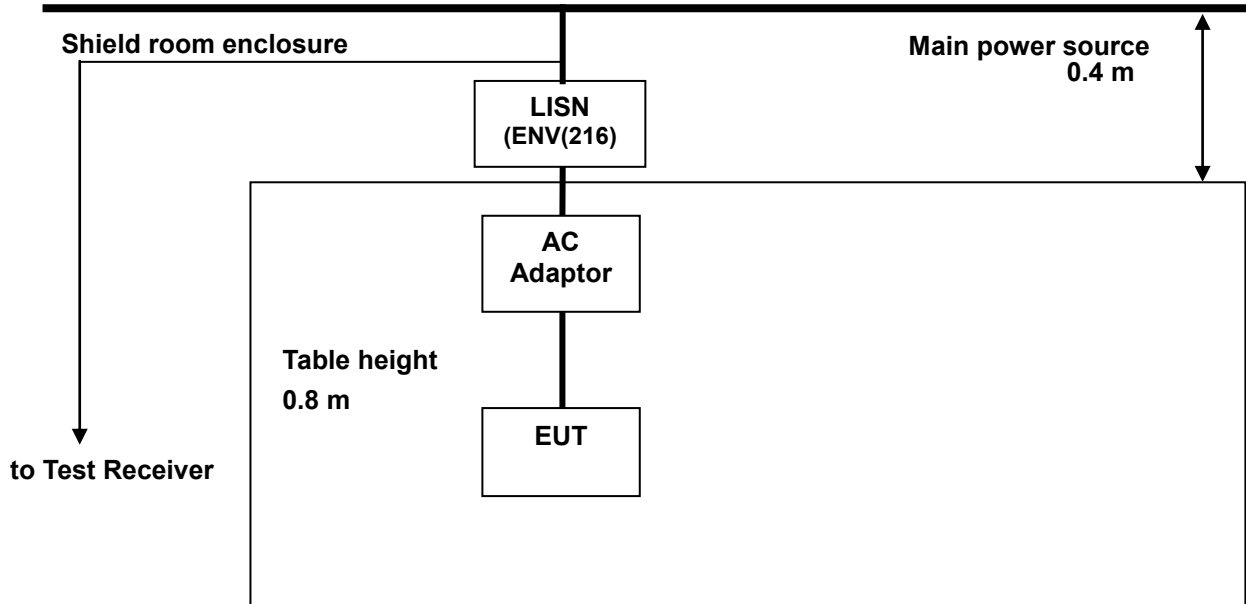 Shield room enclosure
Main power source
0.4 m
LISN
(ENV(216)
AC
Adaptor
Table height
0.8 m
EUT
to Test Receiver